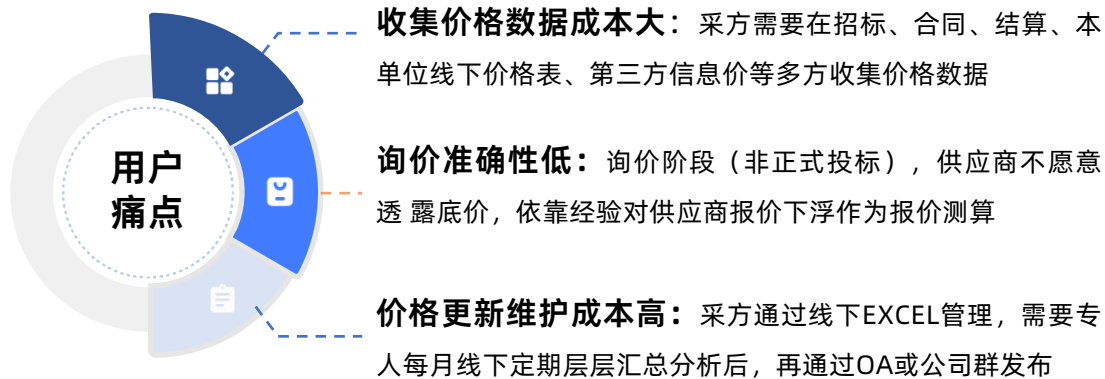 用户
痛点
收集价格数据成本大：采方需要在招标、合同、结算、本
单位线下价格表、第三方信息价等多方收集价格数据
询价准确性低：询价阶段（非正式投标），供应商不愿意
透 露底价，依靠经验对供应商报价下浮作为报价测算
价格更新维护成本高：采方通过线下EXCEL管理，需要专
人每月线下定期层层汇总分析后，再通过OA或公司群发布